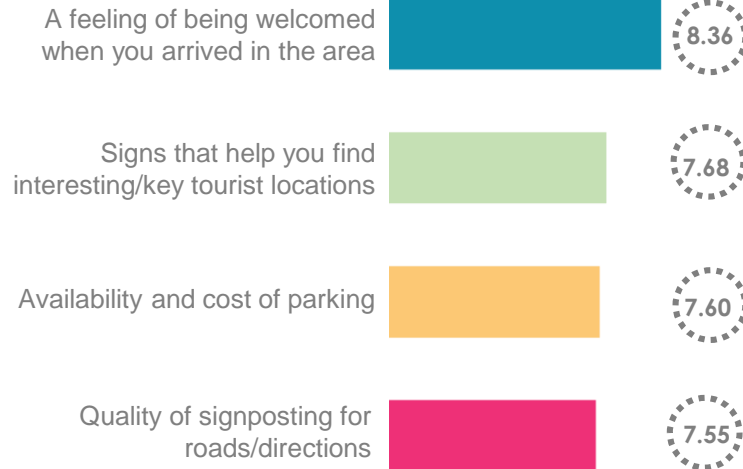 A feeling of being welcomed
when you arrived in the area
8.36
Signs that help you find
interesting/key tourist locations
7.68
Availability and cost of parking
7.60
Quality of signposting for
roads/directions
7.55